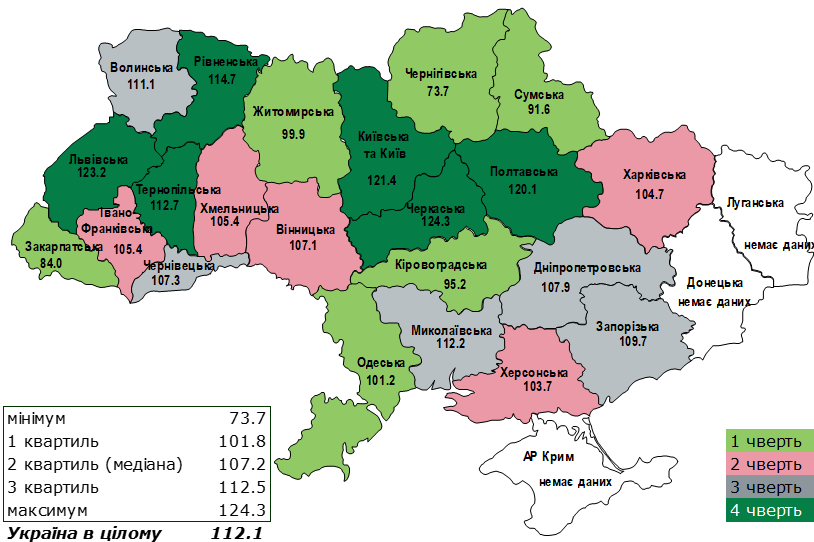 Волинська
111.1
Рівненська
114.7
Житомирська
99.9
Київська
та Київ
121.4
Чернігівська
73.7
Сумська
91.6
Львівська
123.2
Тернопільська
112.7
Хмельницька
105.4
Івано-
Франківська
105.4
Закарпатська
84.0
Чернівецька
107.3
Вінницька
107.1
Черкаська
124.3
Полтавська
120.1
Харківська
104.7
Луганська
немає даних
Донецька
немає даних
Кіровоградська
95.2
Дніпропетровська
107.9
Запорізька
109.7
Миколаївська
112.2
Одеська
101.2
Херсонська
103.7
АР Крим
немає даних
мінімум 73.7
1 квартиль 101.8
2 квартиль (медіана) 107.2
3 квартиль 112.5
максимум 124.3
Україна в цілому 112.1
1 чверть
2 чверть
3 чверть
4 чверть